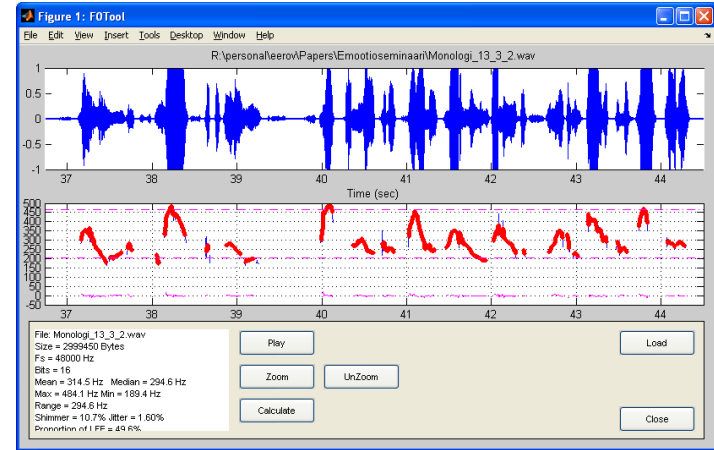 Figure 1: F0Tool
File Edit View Insert Tools Desktop Window Help
R:\personal\eerov\Papers\Emootioseminaari\Monologi_13_3_2.wav
1
0.5
0
-0.5
-1
37 38 39 40 41 42 43 44
Time (sec)
500
450
400
350
300
250
200
150
100
50
0
-50
37 38 39 40 41 42 43 44
File: Monologi_13_3_2.wav
Size = 2999450 Bytes
Fs = 48000 Hz
Bits = 16
Mean = 314.5 Hz Median = 294.6 Hz
Max = 484.1 Hz Min = 189.4 Hz
Range = 294.6 Hz
Shimmer = 10.7% Jitter = 1.60%
Proportion of LFE = 49.6%
Play
Load
Zoom
UnZoom
Calculate
Close